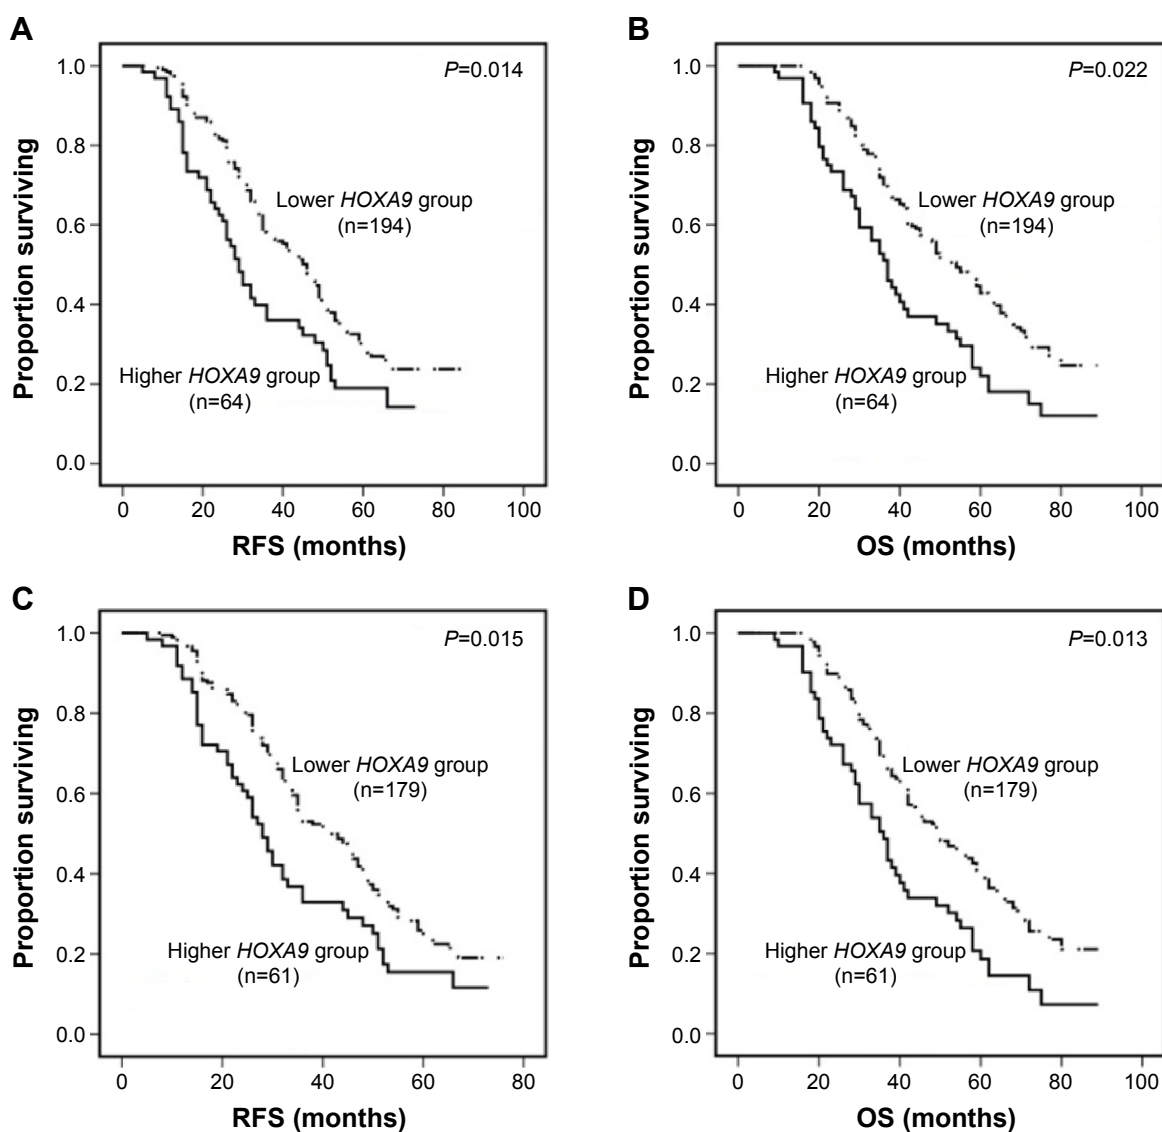 A
Proportion surviving
1.0
0.8
0.6
0.4
0.2
0.0
P=0.014
Lower HOXA9 group
(n=194)
Higher HOXA9 group
(n=64)
0 20 40 60 80 100
RFS (months)
B
Proportion surviving
1.0
0.8
0.6
0.4
0.2
0.0
P=0.022
Lower HOXA9 group
(n=194)
Higher HOXA9 group
(n=64)
0 20 40 60 80 100
OS (months)
C
Proportion surviving
1.0
0.8
0.6
0.4
0.2
0.0
P=0.015
Lower HOXA9 group
(n=179)
Higher HOXA9 group
(n=61)
0 20 40 60 80
RFS (months)
D
Proportion surviving
1.0
0.8
0.6
0.4
0.2
0.0
P=0.013
Lower HOXA9 group
(n=179)
Higher HOXA9 group
(n=61)
0 20 40 60 80 100
OS (months)